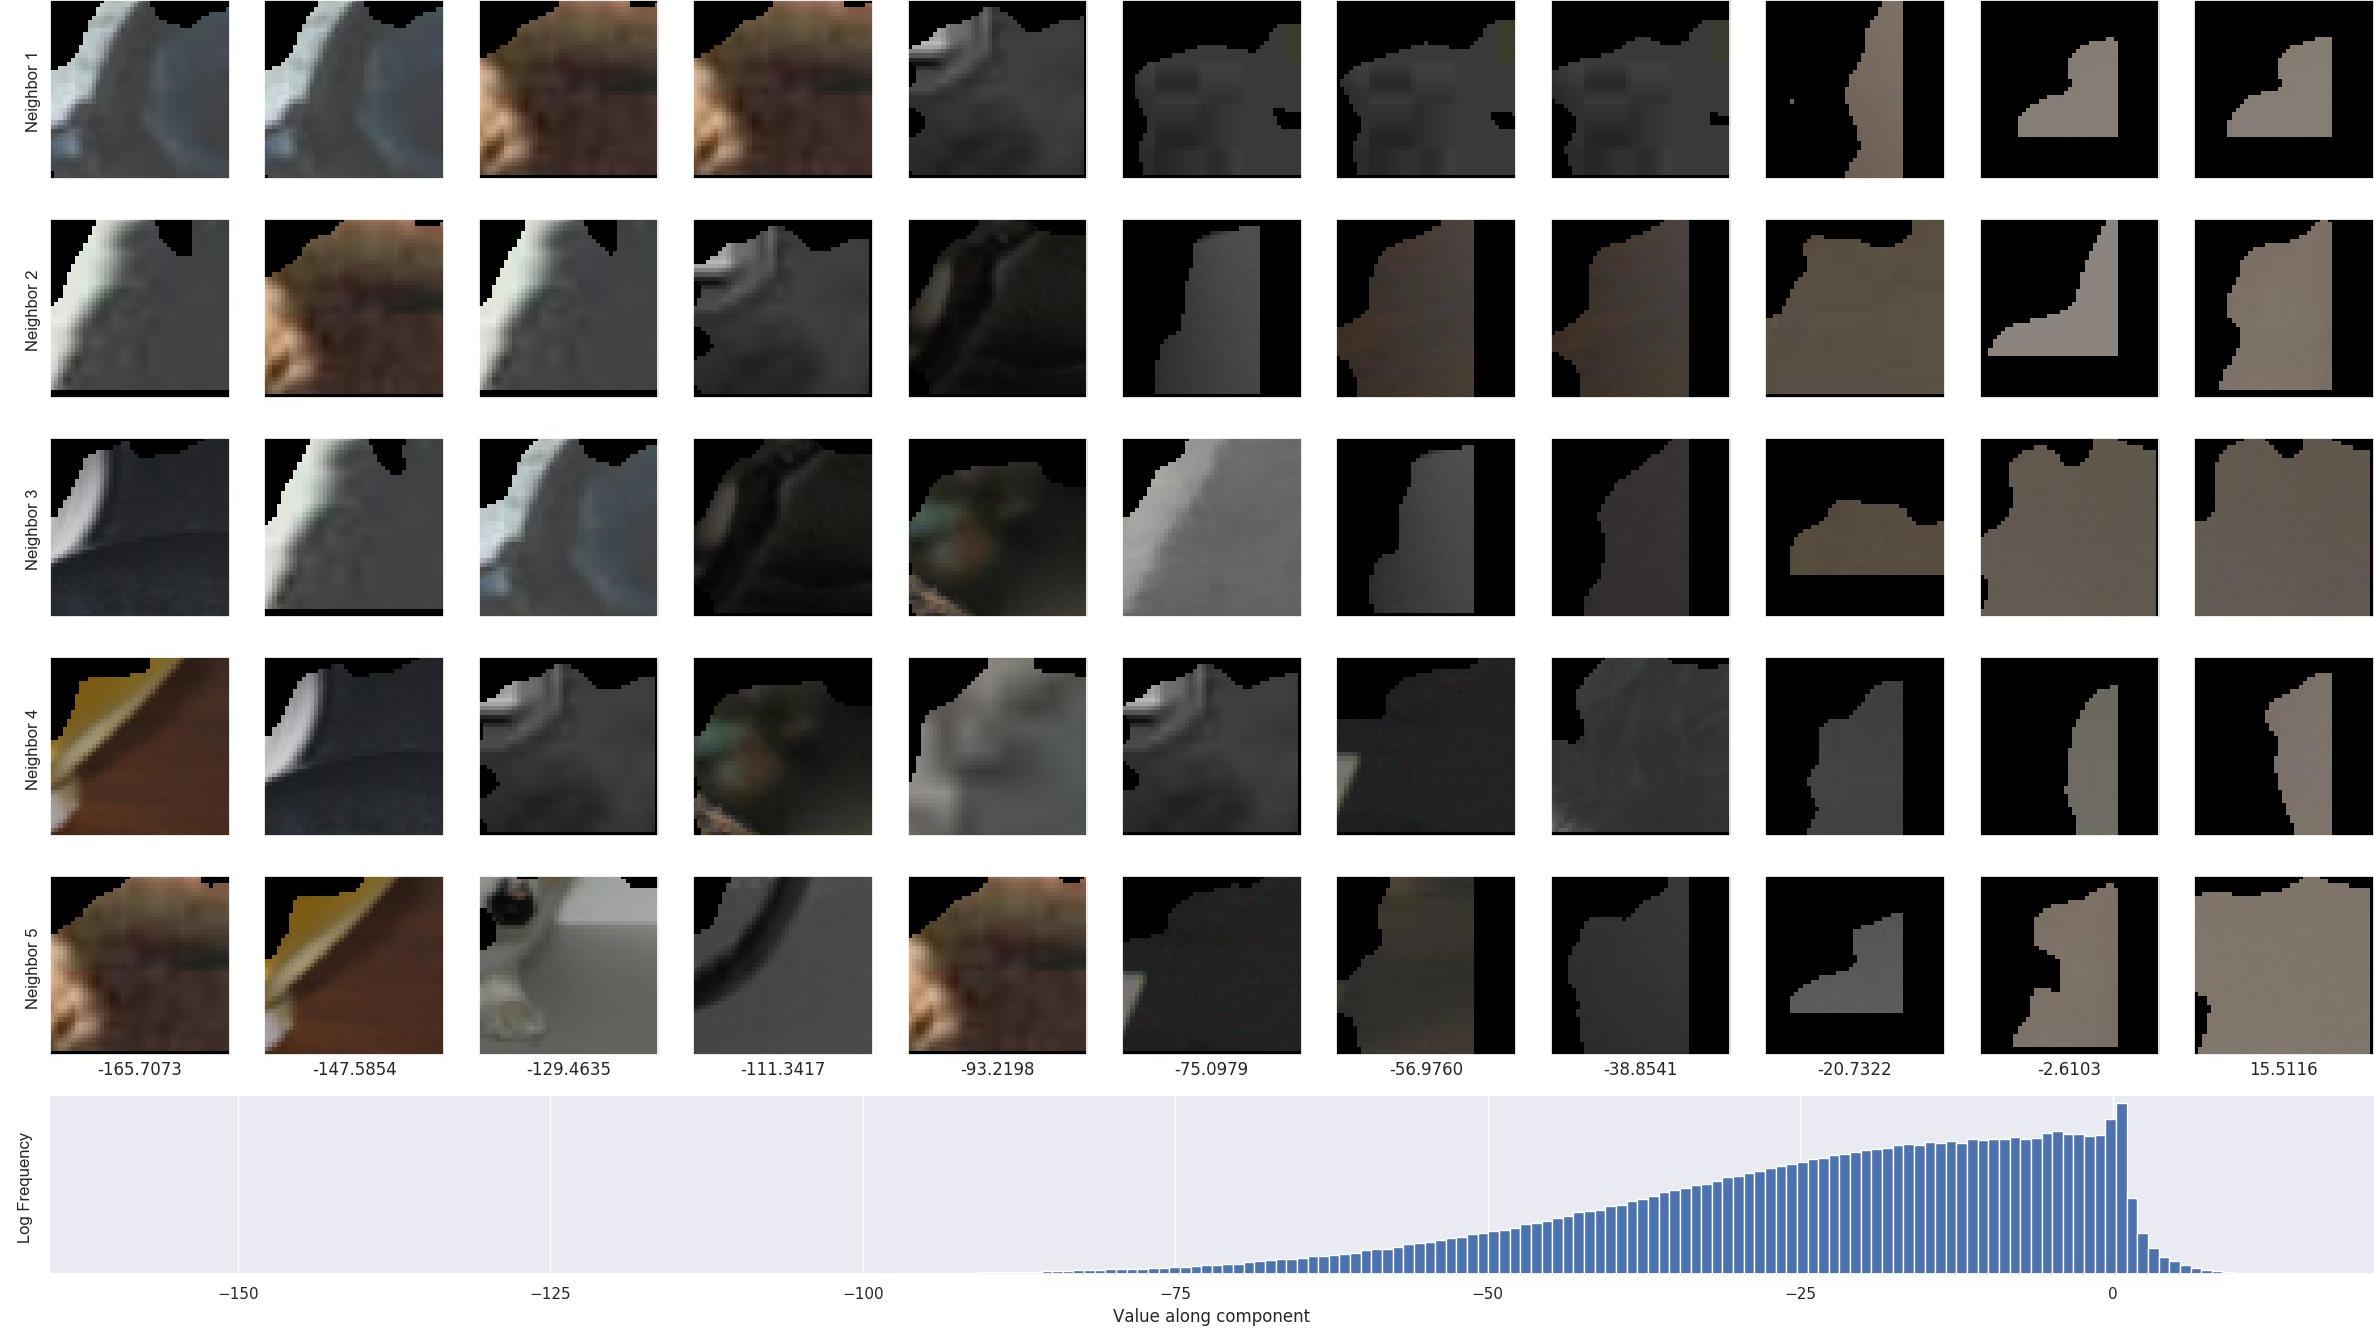 Neighbor 1
Neighbor 2
Neighbor 3
Neighbor 4
Neighbor 5
-165.7073 -147.5854 -129.4635 -111.3417 -93.2198 -75.0979 -56.9760 -38.8541 -20.7322 -2.6103 15.5116
Log Frequency
−150 −125 −100 −75 −50 −25 0
Value along component